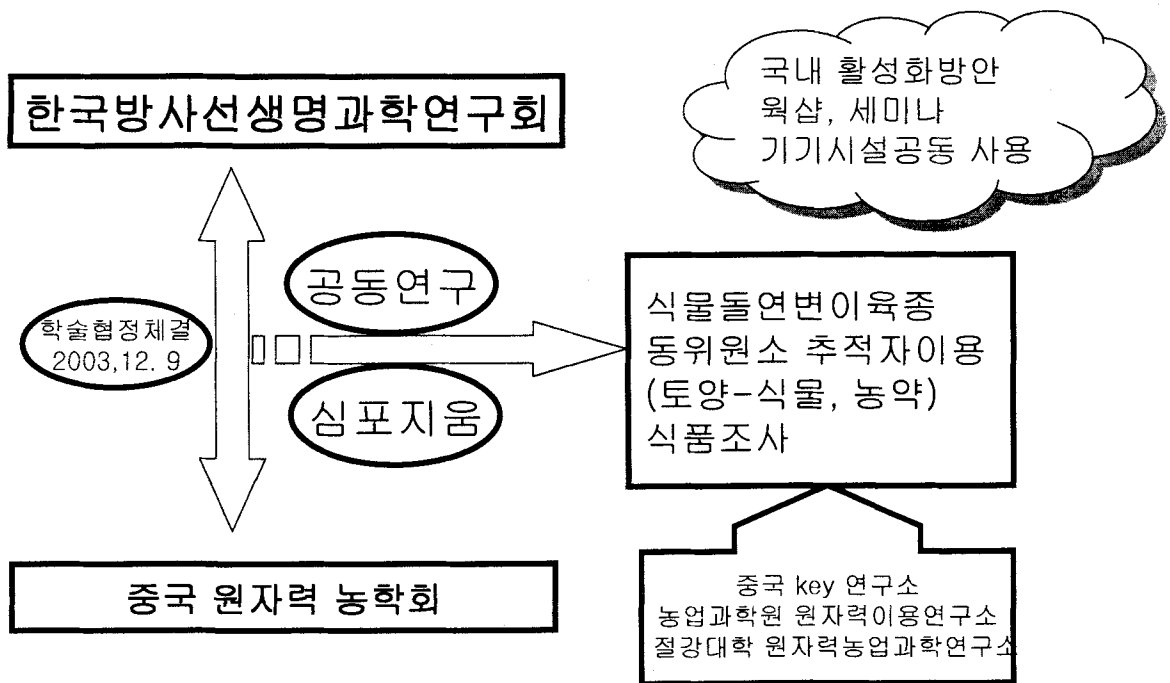 한국방사선생명과학연구회
국내 활성화방안
웍샵, 세미나
기기시설공동 사용
학술협정체결
2003,12. 9
공동연구
심포지움
식물돌연변이육종
동위원소 추적자이용
(토양-식물, 농약)
식품조사
중국 원자력 농학회
중국 key 연구소
농업과학원 원자력이용연구소
절강대학 원자력농업과학연구소